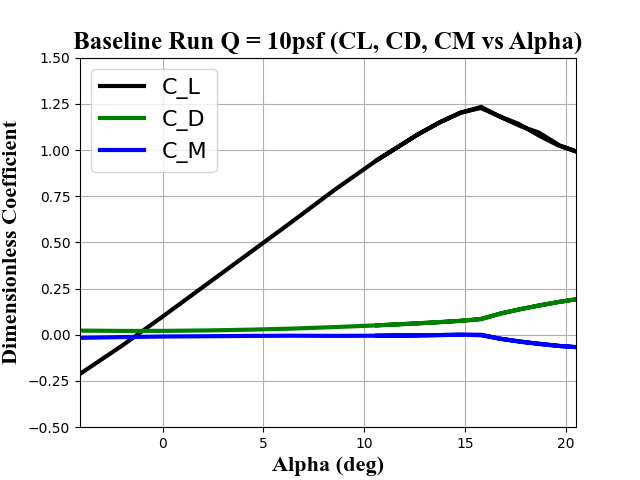 Baseline Run Q = 10psf (CL, CD, CM vs Alpha)
1.50
1.25
1.00
0.75
0.50
0.25
0.00
−0.25
−0.50
Dimensionless Coefficient
C_L
C_D
C_M
0 5 10 15 20
Alpha (deg)